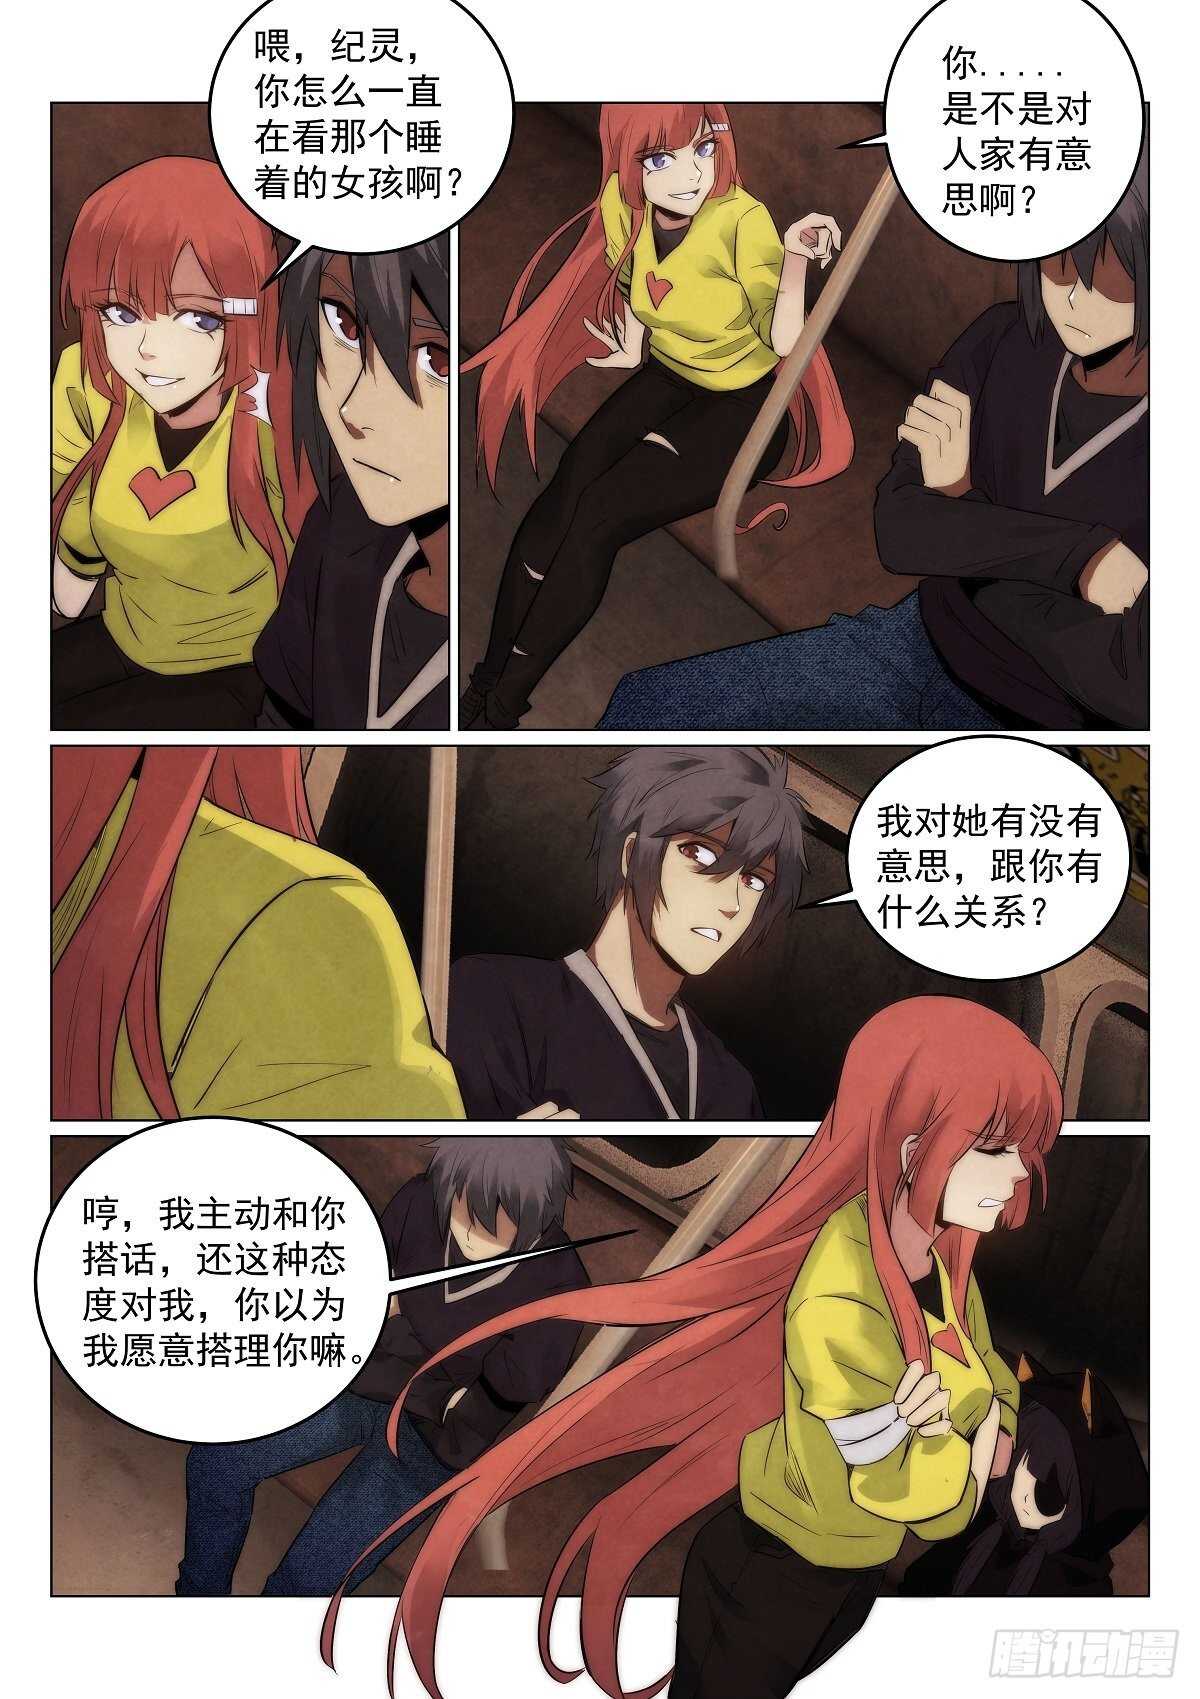 喂，纪灵，
你怎么一直
在看那个睡
着的女孩啊？
你.....
是不是对
人家有意
思啊？
我对她有没有
意思，跟你有
什么关系？
哼，我主动和你
搭话，还这种态
度对我，你以为
我愿意搭理你嘛。
腾讯动漫